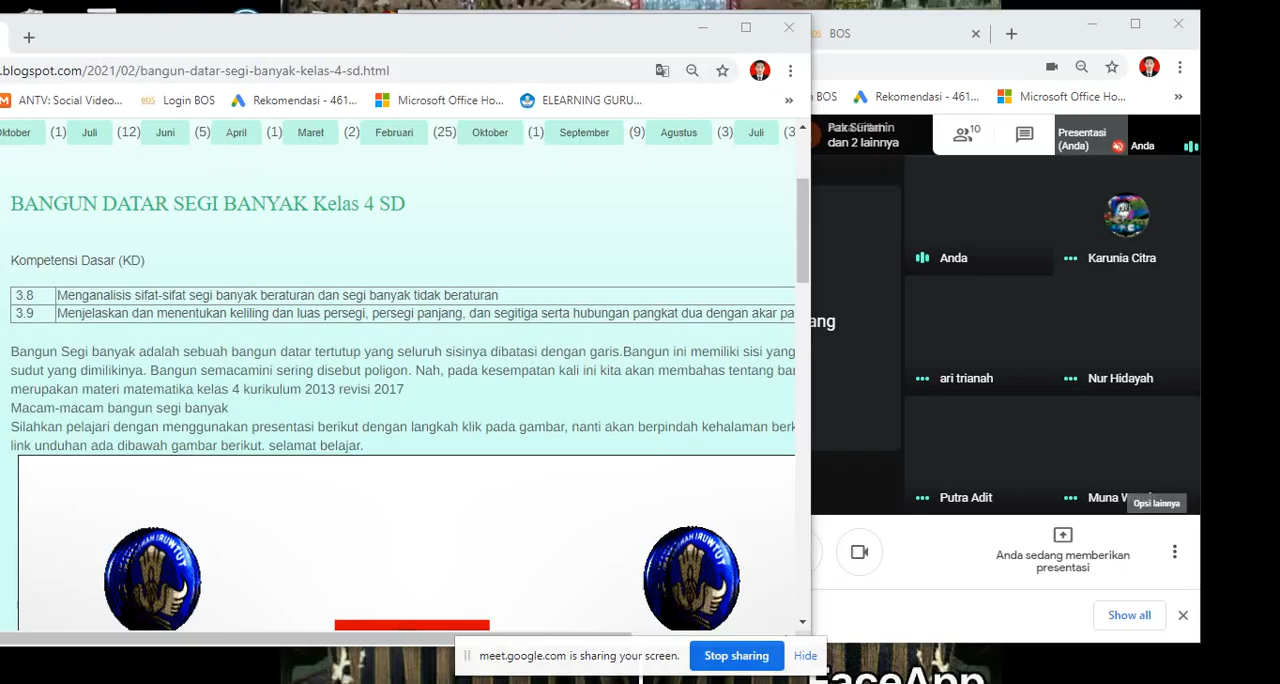 BOS
.blogspot.com/2021/02/bangun-datar-segi-banyak-kelas-4-sd.html
ANTV: Social Video...
Login BOS
Rekomendasi - 461...
Microsoft Office Ho...
ELEARNING GURU...
»
BOS
Rekomendasi - 461...
Microsoft Office Ho...
»
ktober (1) Juli (12) Juni (5) April (1) Maret (2) Februari (25) Oktober (1) September (9) Agustus (3) Juli (3
BANGUN DATAR SEGI BANYAK Kelas 4 SD
Kompetensi Dasar (KD)
3.8 Menganalisis sifat-sifat segi banyak beraturan dan segi banyak tidak beraturan
3.9 Menjelaskan dan menentukan keliling dan luas persegi, persegi panjang, dan segitiga serta hubungan pangkat dua dengan akar pa
Bangun Segi banyak adalah sebuah bangun datar tertutup yang seluruh sisinya dibatasi dengan garis.Bangun ini memiliki sisi yang
sudut yang dimilikinya. Bangun semacamini sering disebut poligon. Nah, pada kesempatan kali ini kita akan membahas tentang ban
merupakan materi matematika kelas 4 kurikulum 2013 revisi 2017
Macam-macam bangun segi banyak
Silahkan pelajari dengan menggunakan presentasi berikut dengan langkah klik pada gambar, nanti akan berpindah kehalaman berk
link unduhan ada dibawah gambar berikut. selamat belajar.
Pak Suramin
dan 2 lainnya
10
Presentasi
(Anda)
Anda
ang
Anda
Karunia Citra
ari trianah
Nur Hidayah
Putra Adit
Muna W
Opsi lainnya
Anda sedang memberikan
presentasi
Show all
meet.google.com is sharing your screen.
Stop sharing
Hide
FaceApp